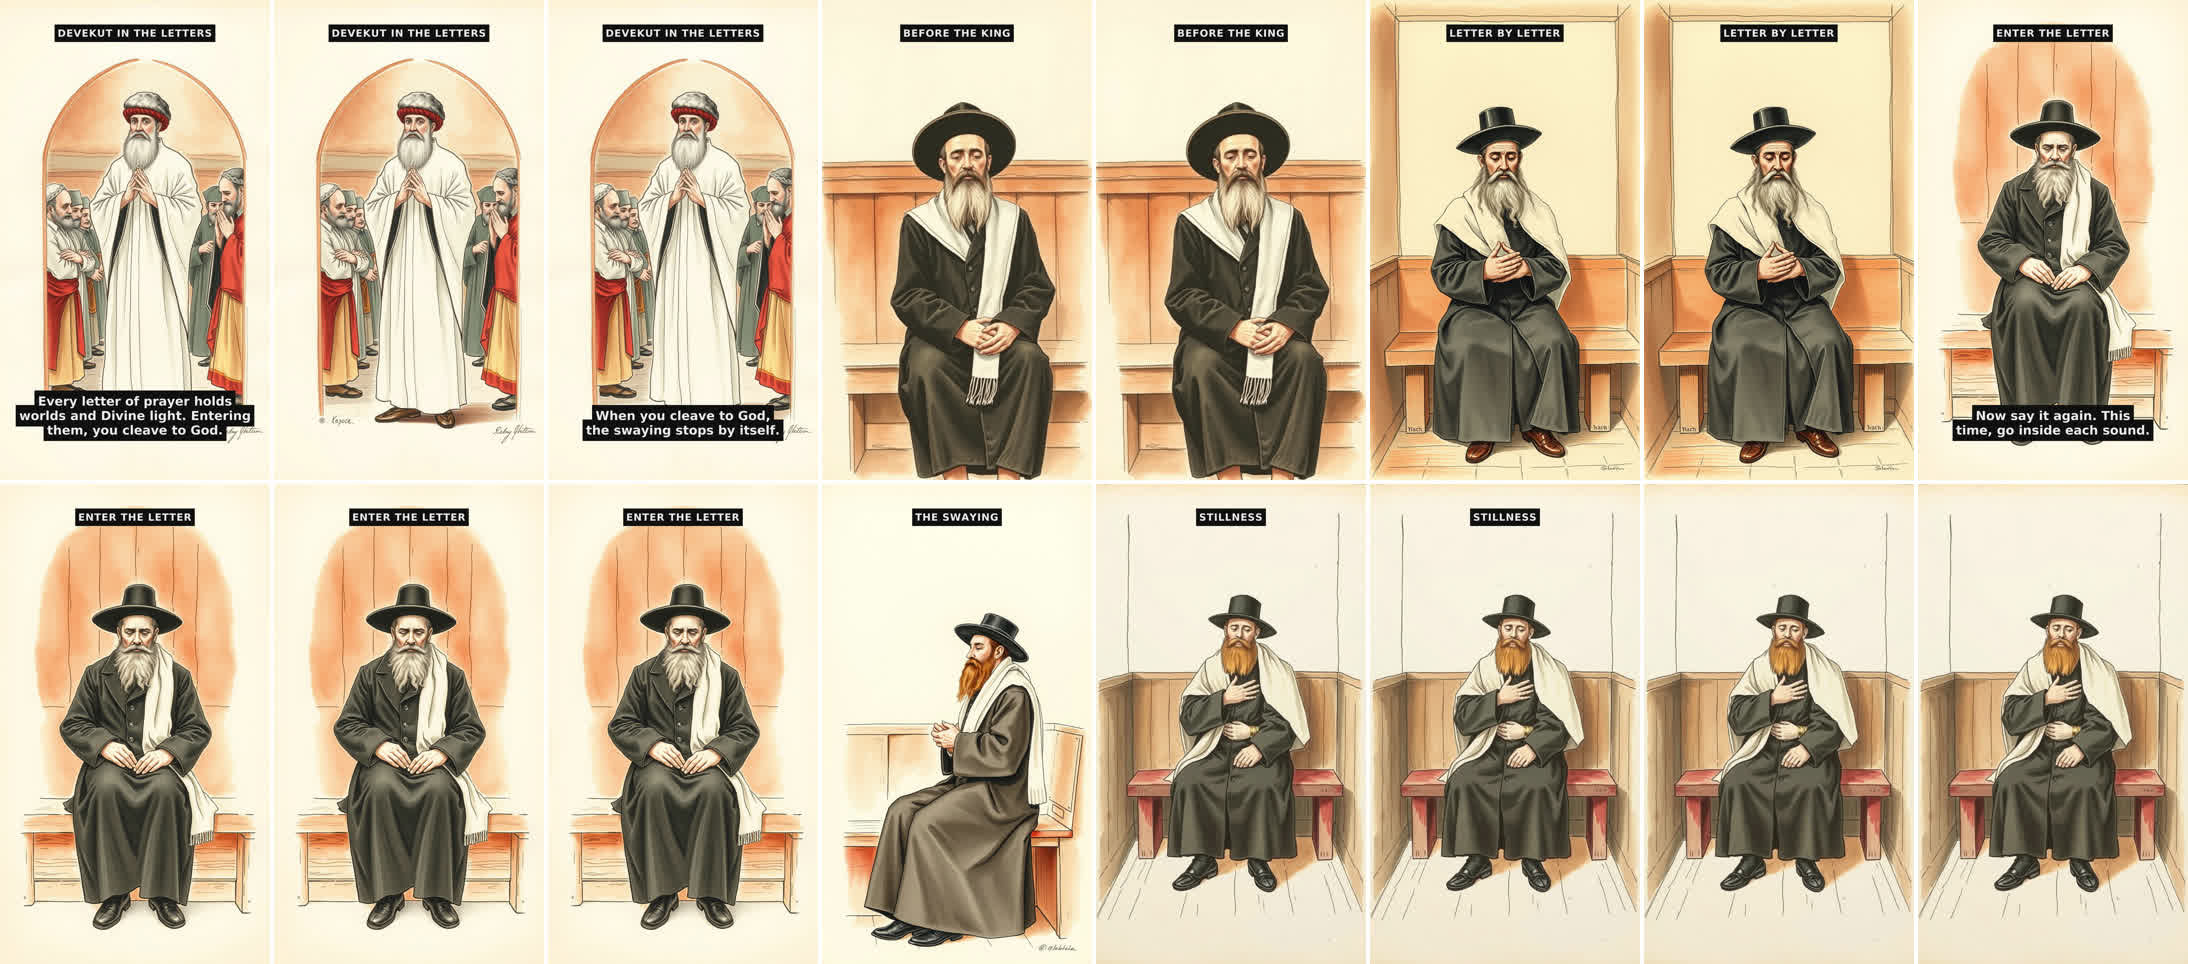 DEVEKUT IN THE LETTERS
Every letter of prayer holds
worlds and Divine light. Entering
them, you cleave to God.
DEVEKUT IN THE LETTERS
DEVEKUT IN THE LETTERS
When you cleave to God,
the swaying stops by itself.
BEFORE THE KING
BEFORE THE KING
LETTER BY LETTER
LETTER BY LETTER
ENTER THE LETTER
Now say it again. This
time, go inside each sound.
ENTER THE LETTER
ENTER THE LETTER
ENTER THE LETTER
THE SWAYING
STILLNESS
STILLNESS